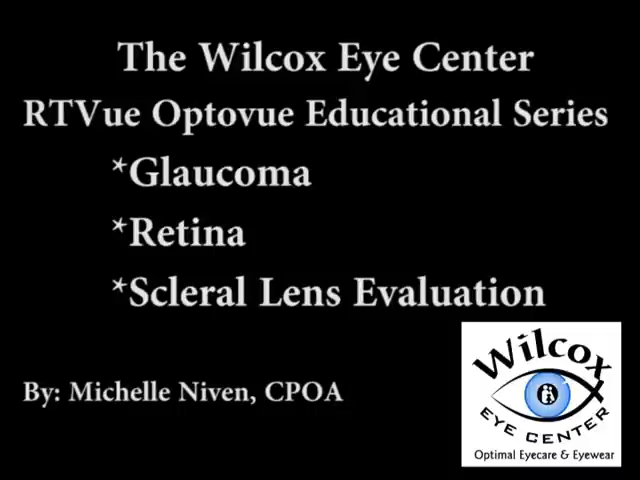 The Wilcox Eye Center
RTVue Optovue Educational Series
*Glaucoma
*Retina
*Scleral Lens Evaluation
By: Michelle Niven, CPOA
Wilcox
EYE CENTER
Optimal Eyecare & Eyewear